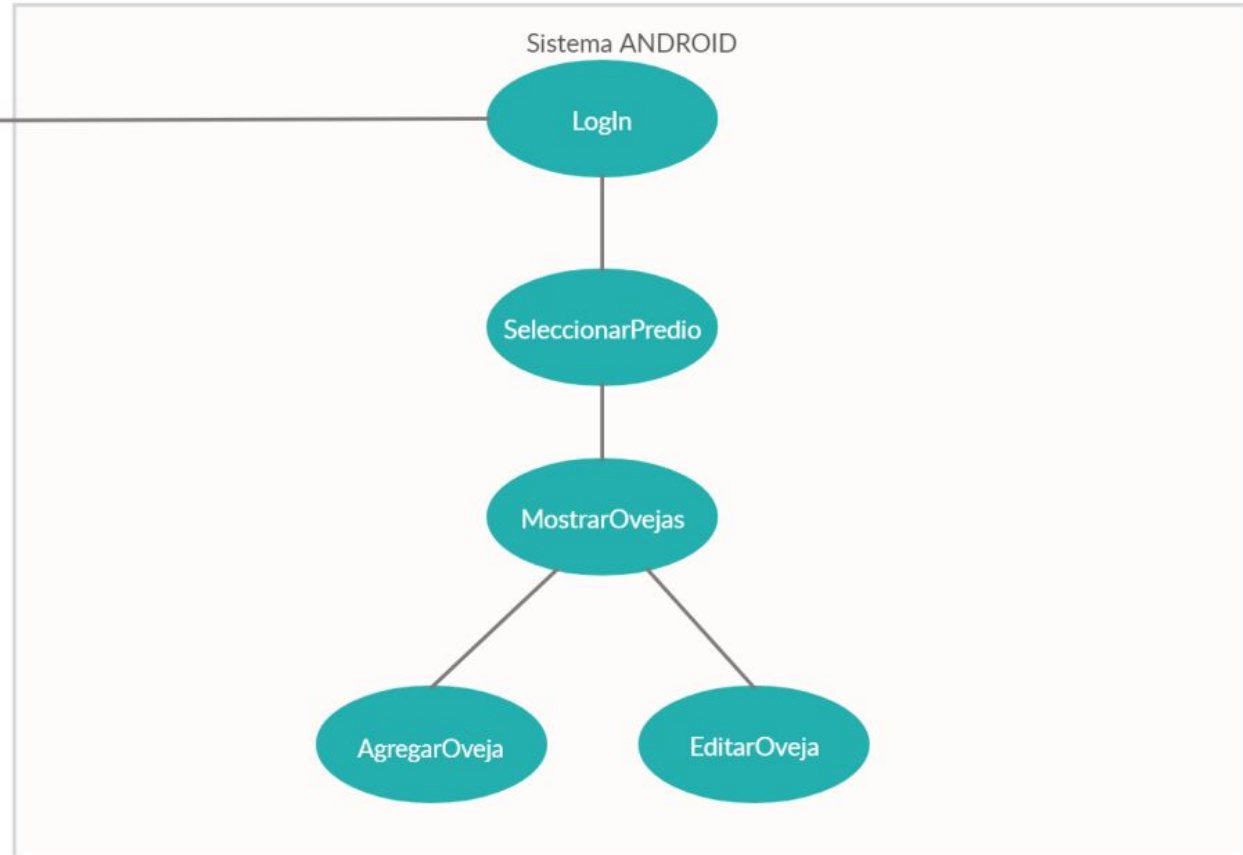 Sistema ANDROID
LogIn
SeleccionarPredio
MostrarOvejas
AgregarOveja
EditarOveja